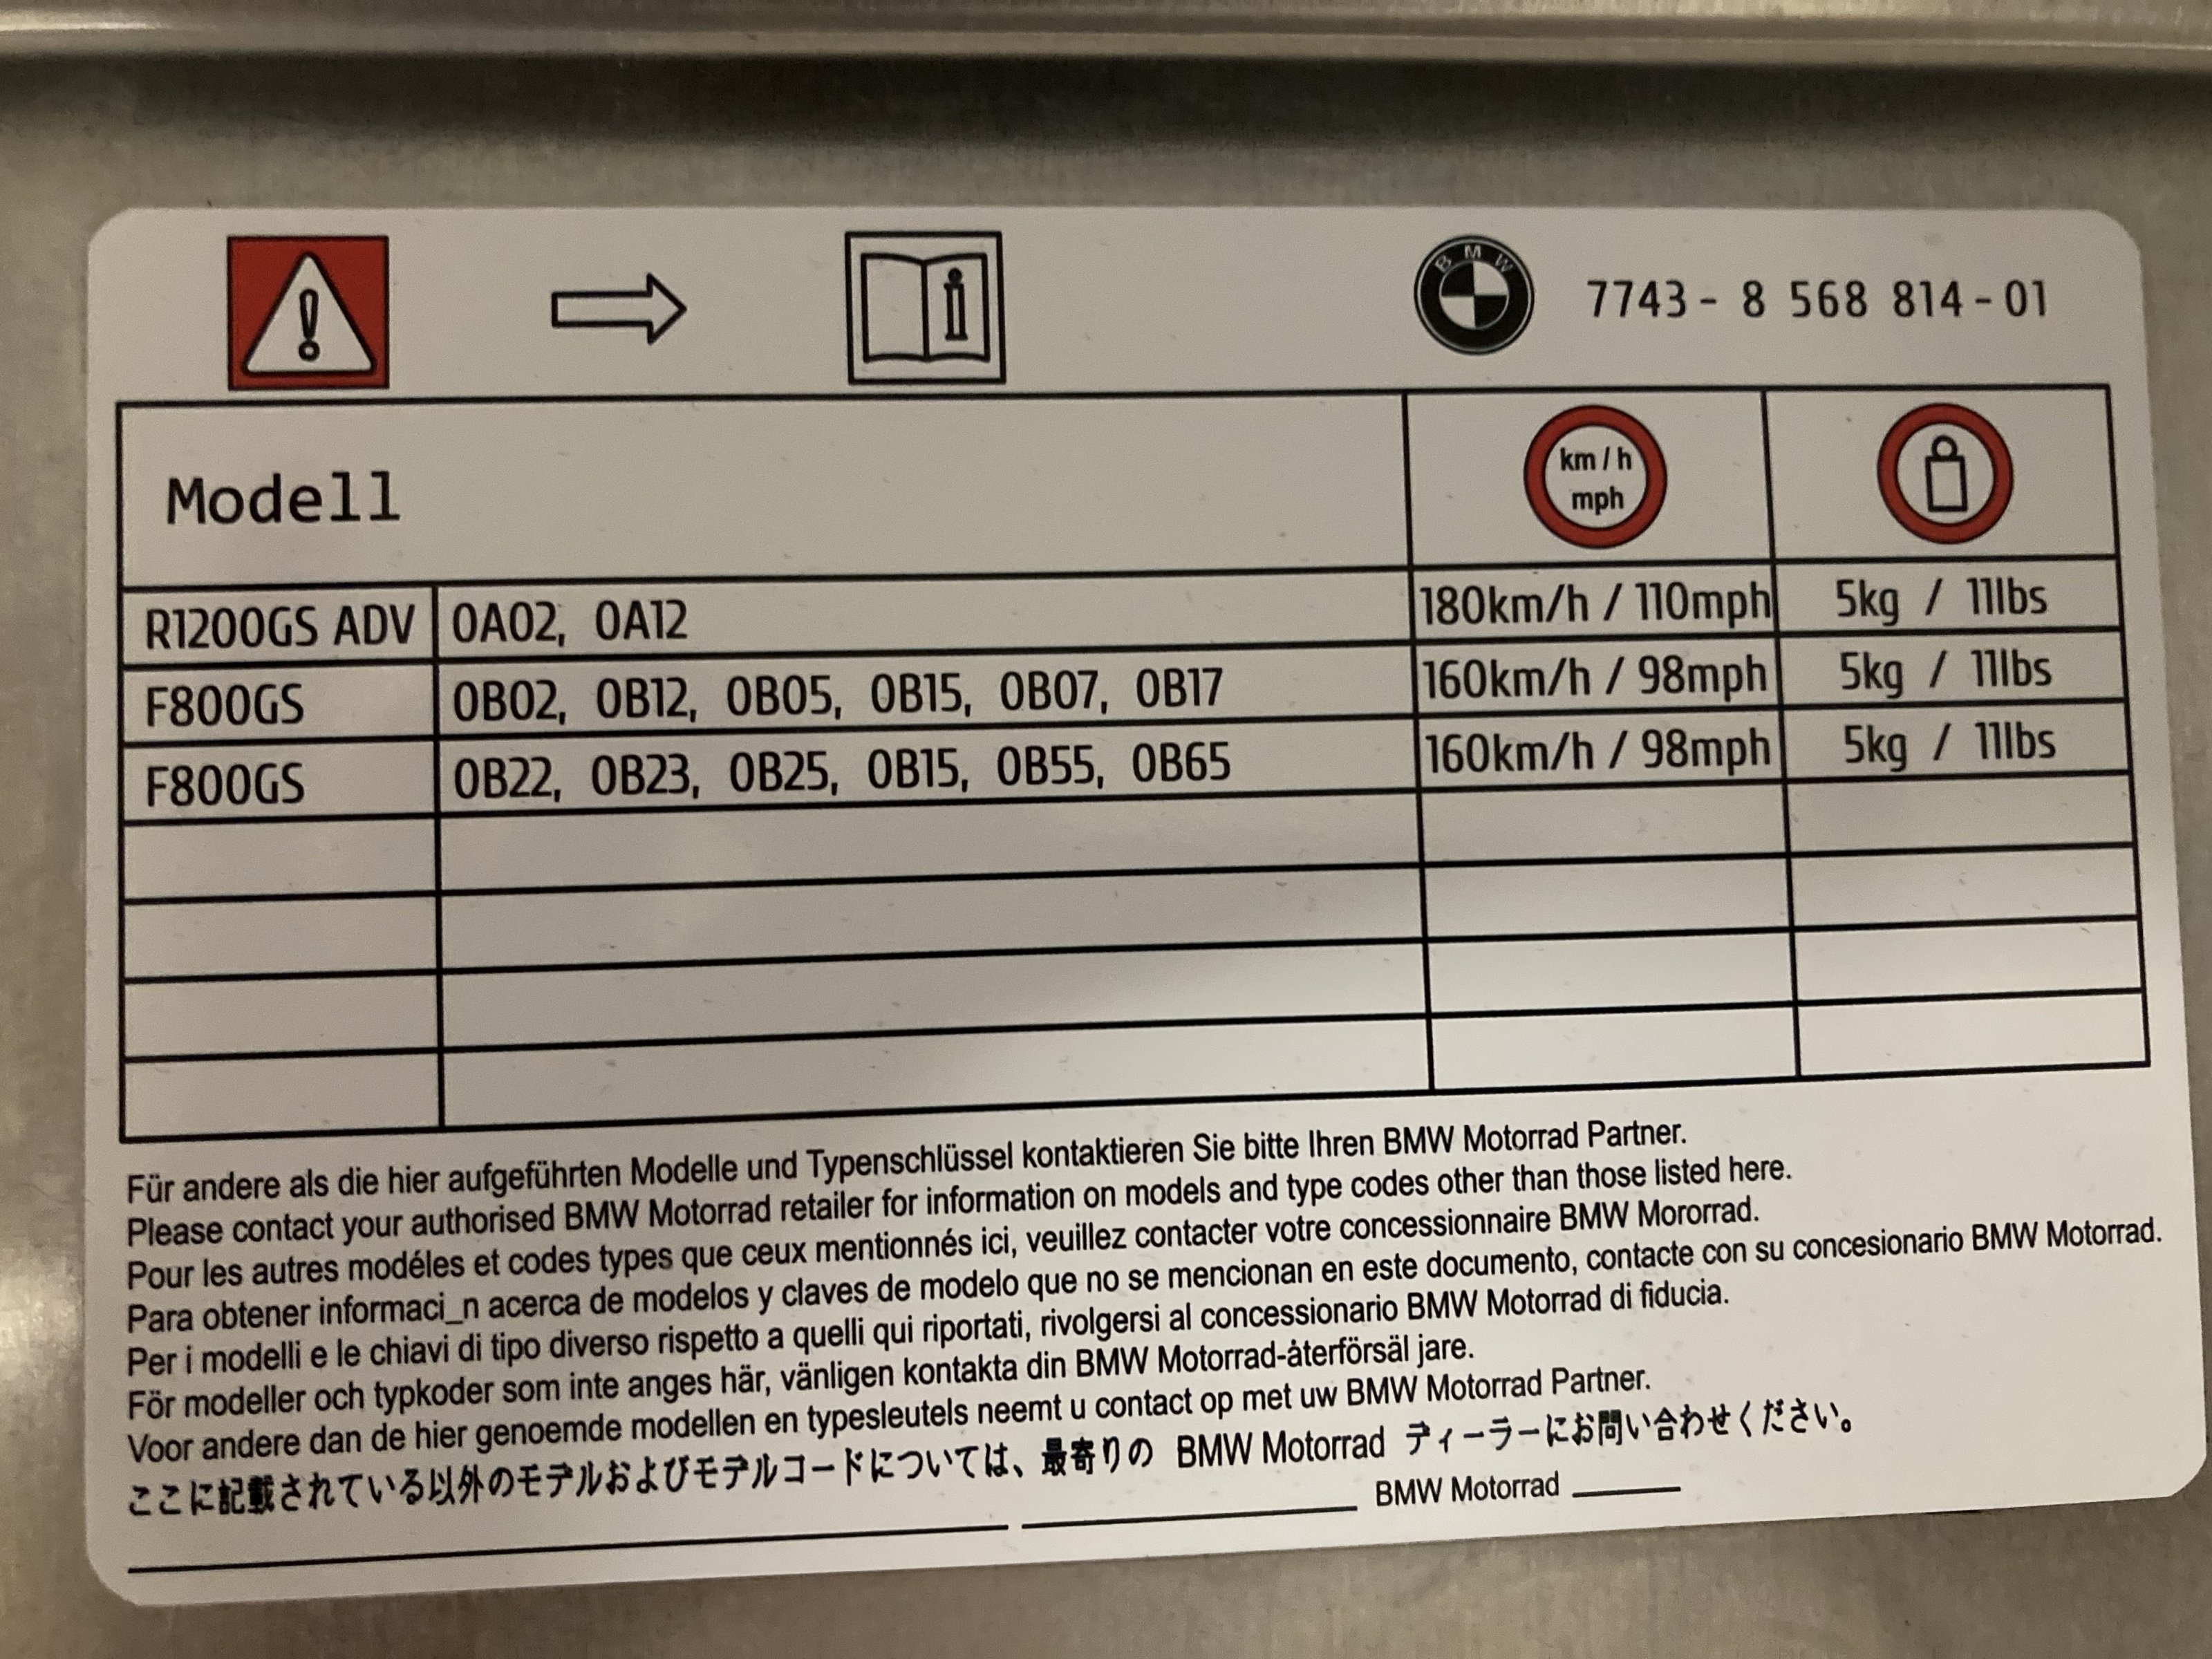 BMW 7743- 8 568 814-01
Modell km/h
mph
R1200GS ADV 0A02, 0A12 180km/h / 110mph 5kg / 11lbs
F800GS 0B02, 0B12, 0B05, 0B15, 0B07, 0B17 160km/h / 98mph 5kg / 11lbs
F800GS 0B22, 0B23, 0B25, 0B15, 0B55, 0B65 160km/h / 98mph 5kg / 11lbs
Für andere als die hier aufgeführten Modelle und Typenschlüssel kontaktieren Sie bitte Ihren BMW Motorrad Partner.
Please contact your authorised BMW Motorrad retailer for information on models and type codes other than those listed here.
Pour les autres modéles et codes types que ceux mentionnés ici, veuillez contacter votre concessionnaire BMW Mororrad.
Para obtener informaci_n acerca de modelos y claves de modelo que no se mencionan en este documento, contacte con su concesionario BMW Motorrad.
Per i modelli e le chiavi di tipo diverso rispetto a quelli qui riportati, rivolgersi al concessionario BMW Motorrad di fiducia.
För modeller och typkoder som inte anges här, vänligen kontakta din BMW Motorrad-återförsäl jare.
Voor andere dan de hier genoemde modellen en typesleutels neemt u contact op met uw BMW Motorrad Partner.
ここに記載されている以外のモデルおよびモデルコードについては、最寄りの BMW Motorrad ディーラーにお問い合わせください。
BMW Motorrad